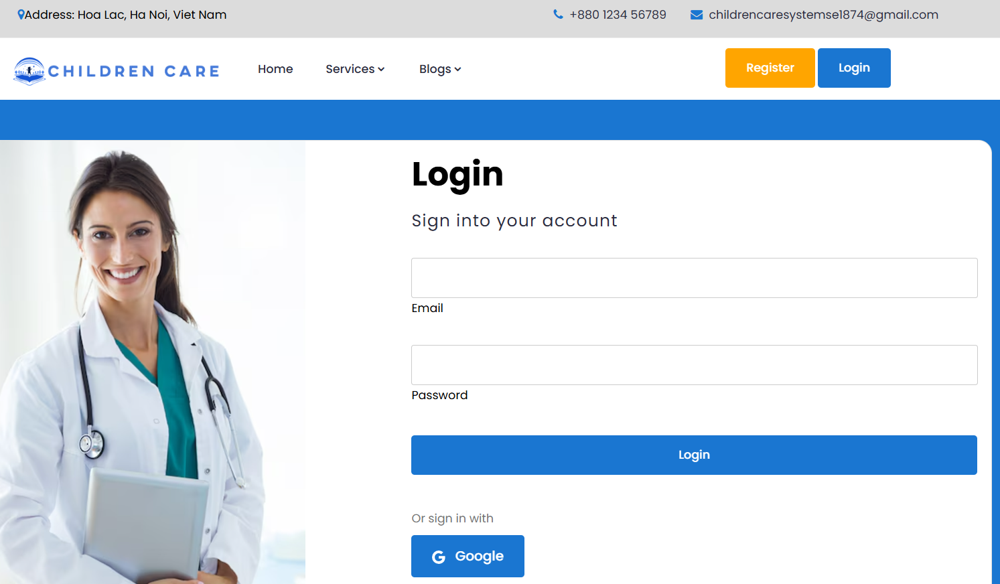 Address: Hoa Lac, Ha Noi, Viet Nam
+880 1234 56789
childrencaresystemse1874@gmail.com
CHILDREN CARE
Home
Services
Blogs
Register
Login
Login
Sign into your account
Email
Password
Login
Or sign in with
G Google